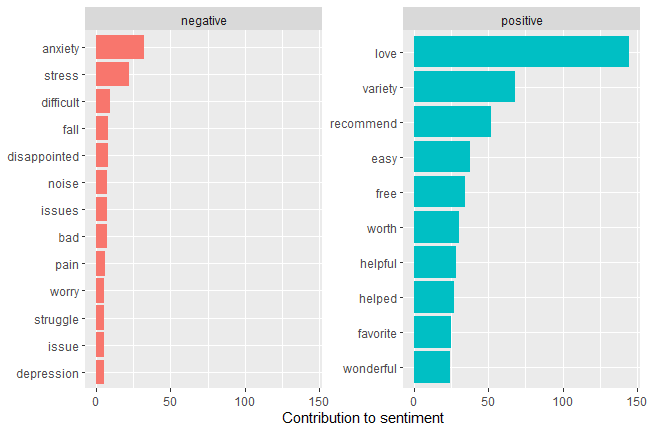 negative
anxiety
stress
difficult
fall
disappointed
noise
issues
bad
pain
worry
struggle
issue
depression
0 50 100 150
positive
love
variety
recommend
easy
free
worth
helpful
helped
favorite
wonderful
0 50 100 150
Contribution to sentiment